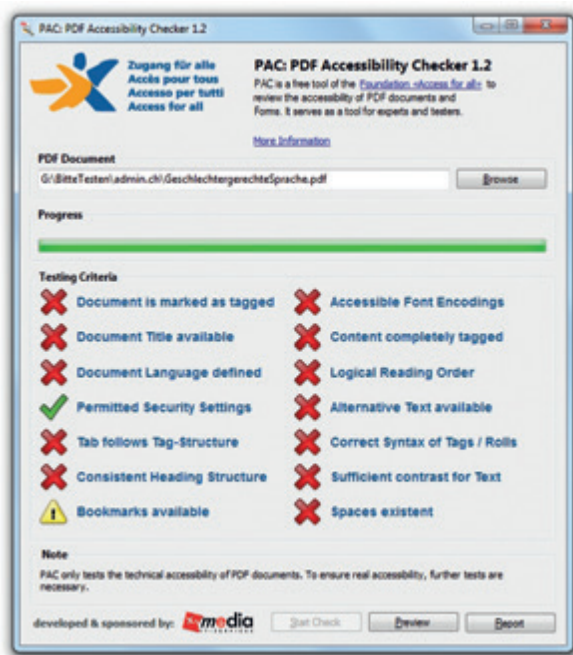 PAC: PDF Accessibility Checker 1.2
Zugang für alle
Accès pour tous
Accesso per tutti
Access for all
PAC: PDF Accessibility Checker 1.2
PAC is a free tool of the Foundation «Access for all» to
review the accessibility of PDF documents and
Forms. It serves as a tool for experts and testers.
More Information
PDF Document
G:\BitteTesten\admin.ch\GeschlechtergerechteSprache.pdf
Browse
Progress
Testing Criteria
Document is marked as tagged
Document Title available
Document Language defined
Permitted Security Settings
Tab follows Tag-Structure
Consistent Heading Structure
Bookmarks available
Accessible Font Encodings
Content completely tagged
Logical Reading Order
Alternative Text available
Correct Syntax of Tags / Rolls
Sufficient contrast for Text
Spaces existent
Note
PAC only tests the technical accessibility of PDF documents. To ensure real accessibility, further tests are
necessary.
developed & sponsored by:
media
Start Check
Preview
Report